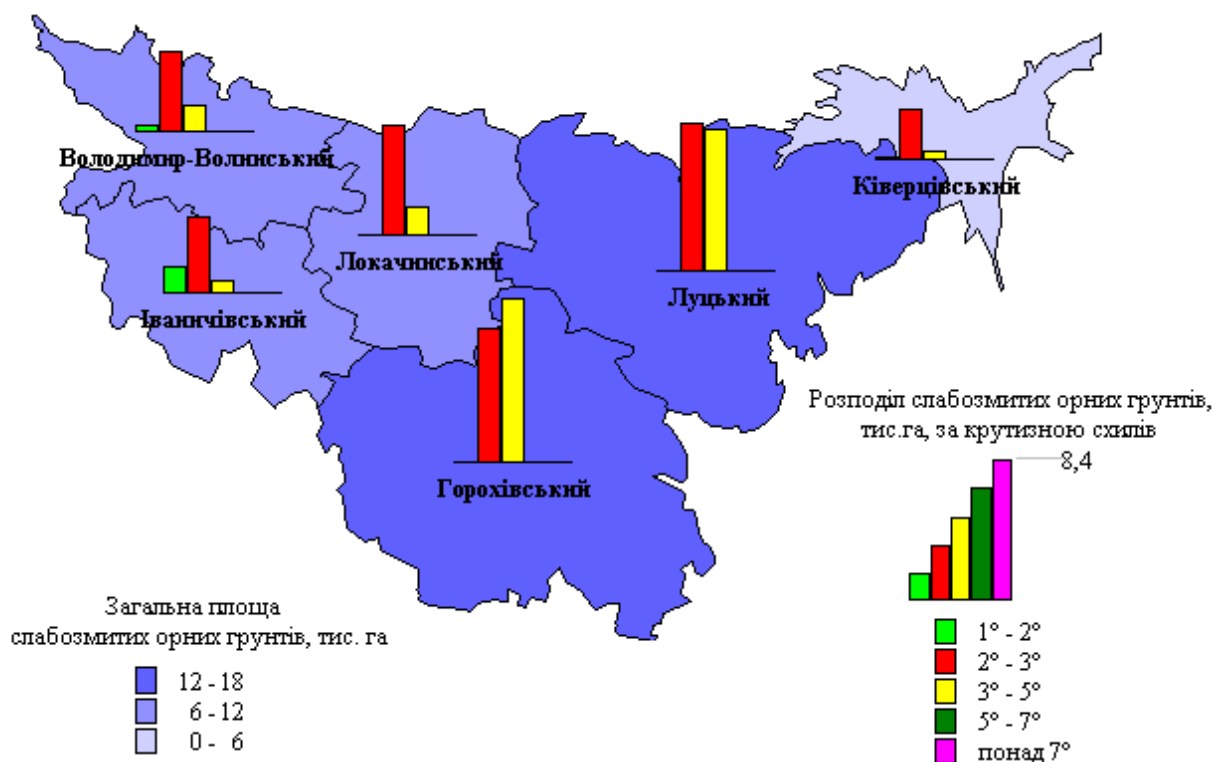 Володимир-Волинський
Локачинський
Іваничівський
Луцький
Ківерцівський
Горохівський
Розподіл слабозмитих орних грунтів,
тис.га, за крутизною схилів
8,4
1° - 2°
2° - 3°
3° - 5°
5° - 7°
понад 7°
Загальна площа
слабозмитих орних грунтів, тис. га
12 - 18
6 - 12
0 - 6